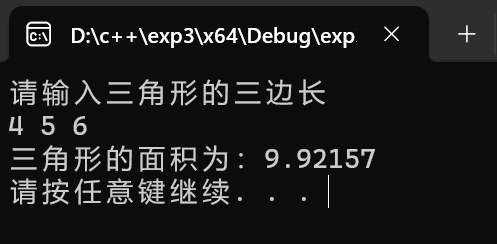 D:\c++\exp3\x64\Debug\exp
请输入三角形的三边长
4 5 6
三角形的面积为：9.92157
请按任意键继续. . .